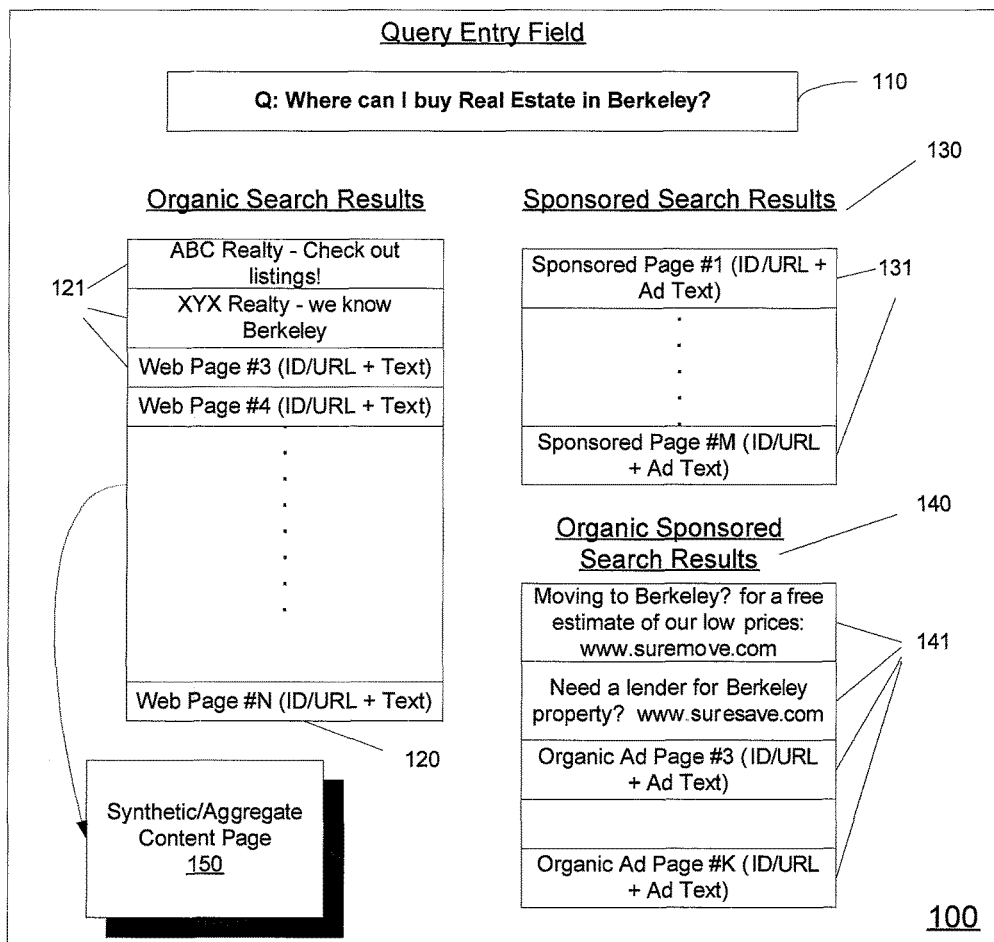 Query Entry Field
Q: Where can I buy Real Estate in Berkeley?
110
130
Organic Search Results
ABC Realty - Check out
listings!
XYX Realty - we know
Berkeley
Web Page #3 (ID/URL + Text)
Web Page #4 (ID/URL + Text)
Web Page #N (ID/URL + Text)
121
120
Synthetic/Aggregate
Content Page
150
Sponsored Search Results
Sponsored Page #1 (ID/URL +
Ad Text)
Sponsored Page #M (ID/URL
+ Ad Text)
131
140
Organic Sponsored
Search Results
Moving to Berkeley? for a free
estimate of our low prices:
www.suremove.com
Need a lender for Berkeley
property? www.suresave.com
Organic Ad Page #3 (ID/URL
+ Ad Text)
Organic Ad Page #K (ID/URL
+ Ad Text)
141
100